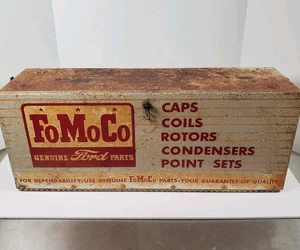 FoMoCo
GENUINE Ford PARTS
CAPS
COILS
ROTORS
CONDENSERS
POINT SETS
FOR DEPENDABILITY-USE GENUINE FoMoCo PARTS-YOUR GUARANTEE OF QUALITY